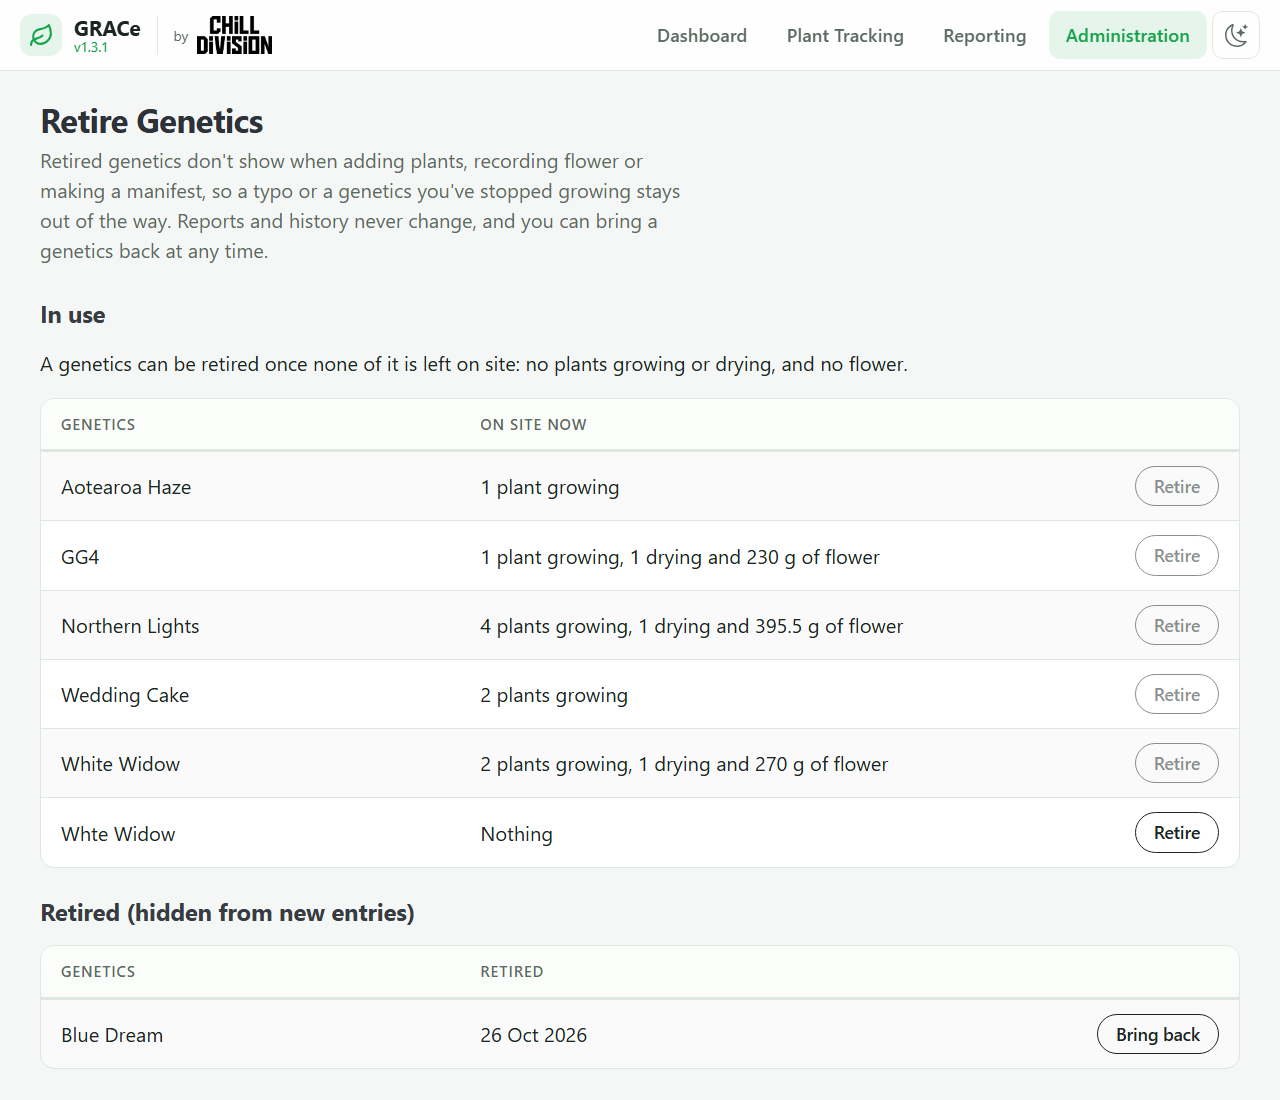 GRACe
v1.3.1
by
CHiLL
DiViSiON
Dashboard
Plant Tracking
Reporting
Administration
Retire Genetics
Retired genetics don't show when adding plants, recording flower or
making a manifest, so a typo or a genetics you've stopped growing stays
out of the way. Reports and history never change, and you can bring a
genetics back at any time.
In use
A genetics can be retired once none of it is left on site: no plants growing or drying, and no flower.
GENETICS ON SITE NOW
Aotearoa Haze 1 plant growing Retire
GG4 1 plant growing, 1 drying and 230 g of flower Retire
Northern Lights 4 plants growing, 1 drying and 395.5 g of flower Retire
Wedding Cake 2 plants growing Retire
White Widow 2 plants growing, 1 drying and 270 g of flower Retire
Whte Widow Nothing Retire
Retired (hidden from new entries)
GENETICS RETIRED
Blue Dream 26 Oct 2026 Bring back